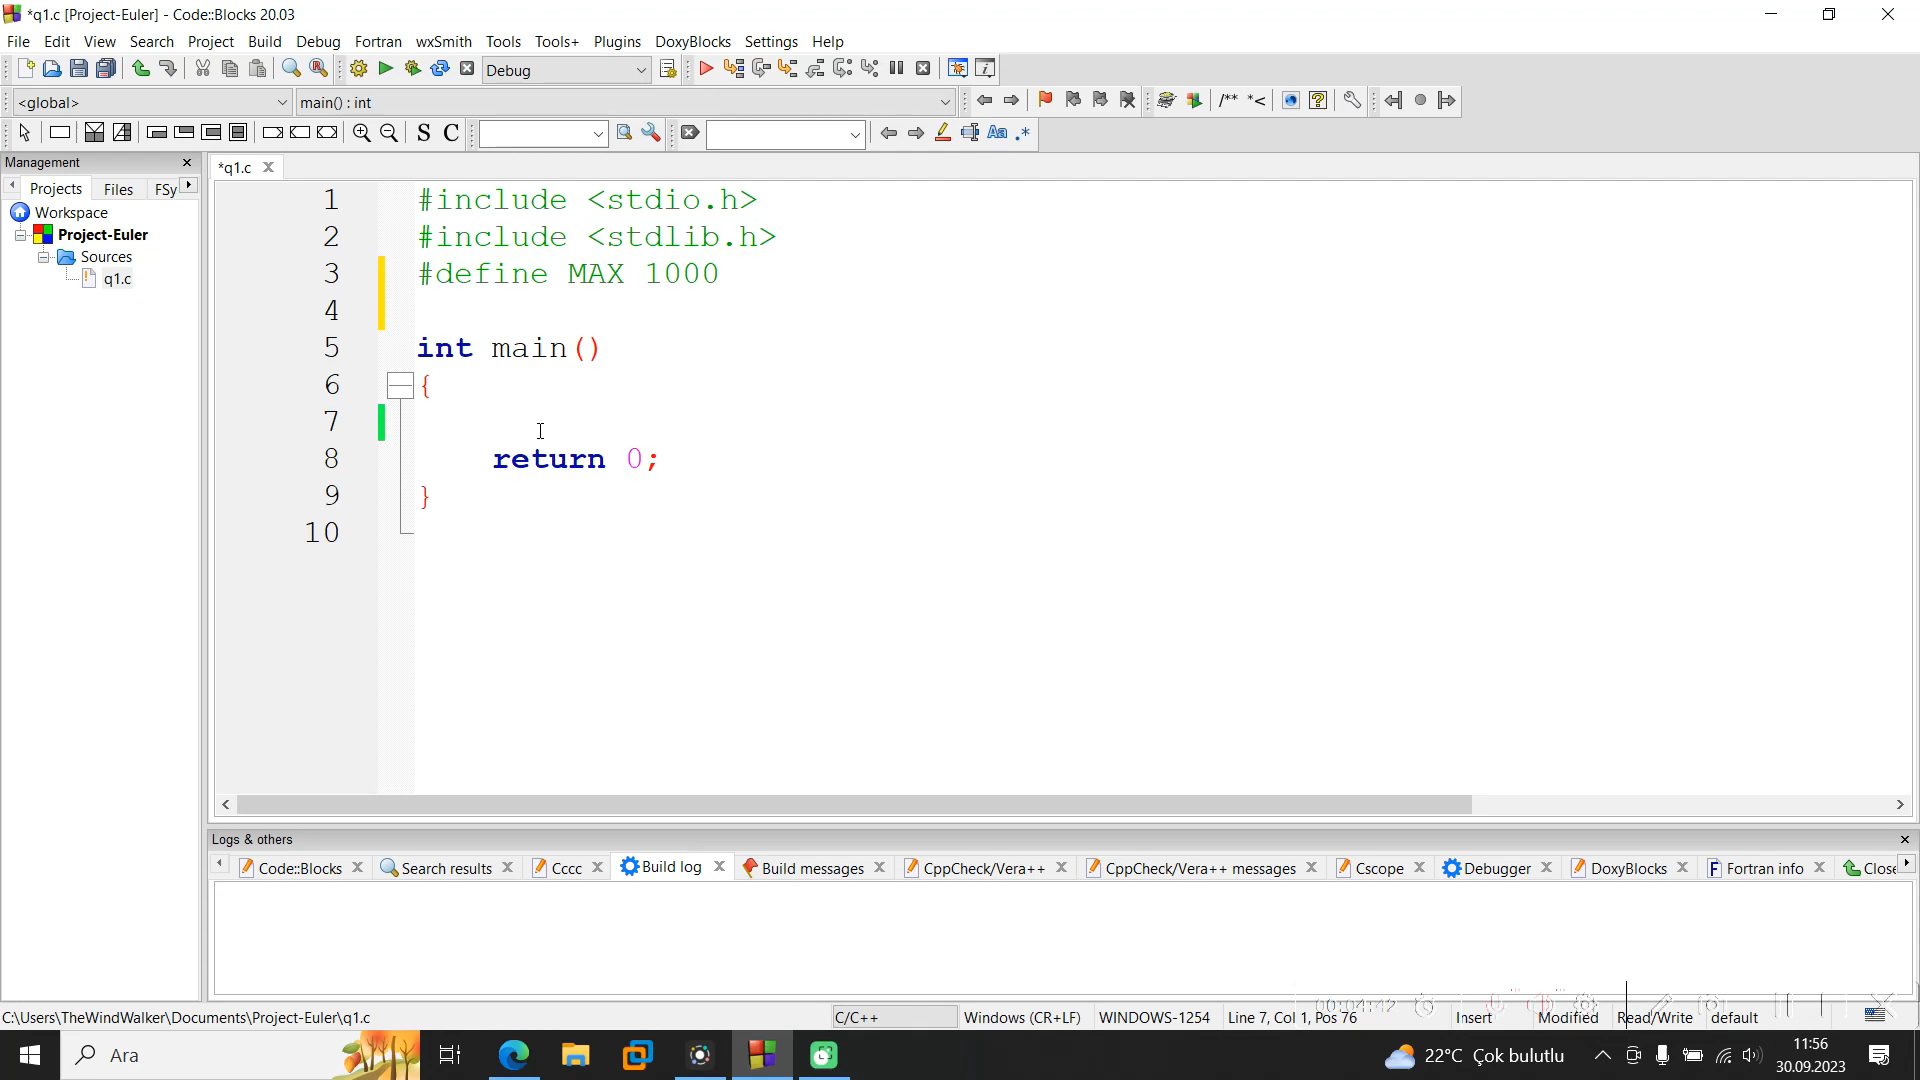 *q1.c [Project-Euler] - Code::Blocks 20.03
File Edit View Search Project Build Debug Fortran wxSmith Tools Tools+ Plugins DoxyBlocks Settings Help
Debug
<global> main() : int /** *<
S C Aa .*
Management
Projects Files FSy
*q1.c
Workspace
Project-Euler
Sources
q1.c
1 #include <stdio.h>
2 #include <stdlib.h>
3 #define MAX 1000
4
5 int main()
6 {
7
8 return 0;
9 }
10
Logs & others
Code::Blocks Search results Cccc Build log Build messages CppCheck/Vera++ CppCheck/Vera++ messages Cscope Debugger DoxyBlocks Fortran info Close
00:04:42
C:\Users\TheWindWalker\Documents\Project-Euler\q1.c C/C++ Windows (CR+LF) WINDOWS-1254 Line 7, Col 1, Pos 76 Insert Modified Read/Write default
Ara 22°C Çok bulutlu 11:56
30.09.2023